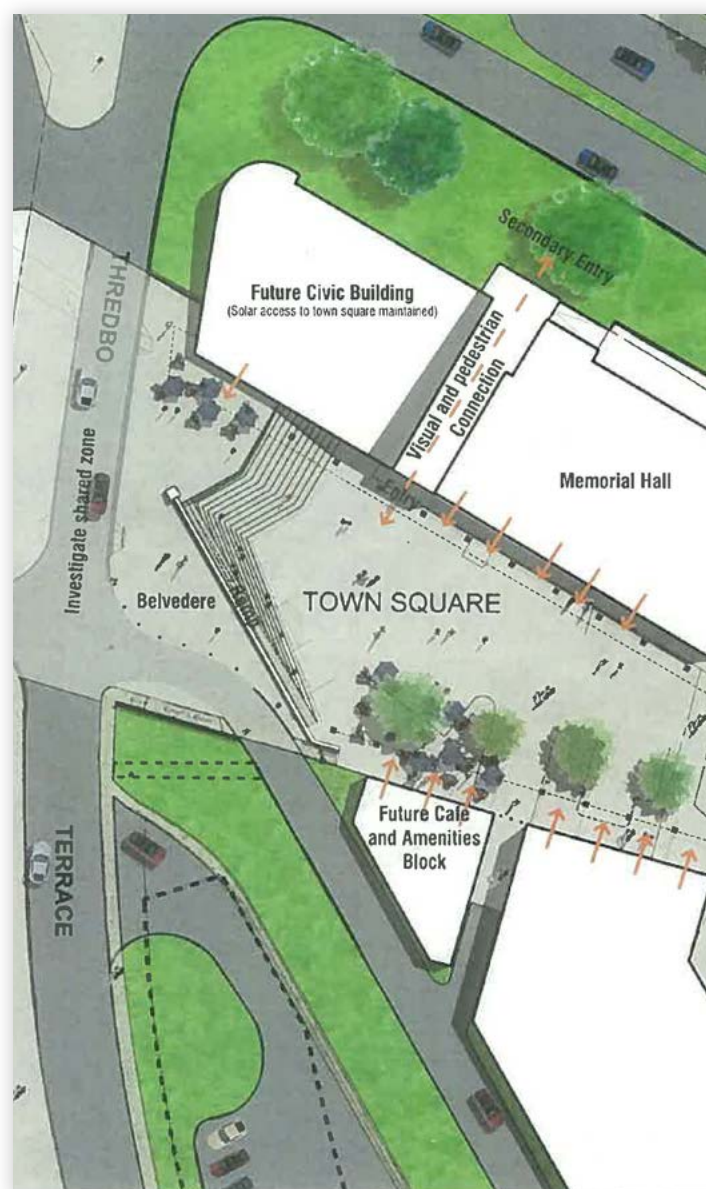 Secondary Entry
Future Civic Building
(Solar access to town square maintained)
THREDBO
Visual and pedestrian
Connection
Memorial Hall
Investigate shared zone
Entry
Belvedere
Ramp
TOWN SQUARE
Future Cafe
and Amenities
Block
TERRACE